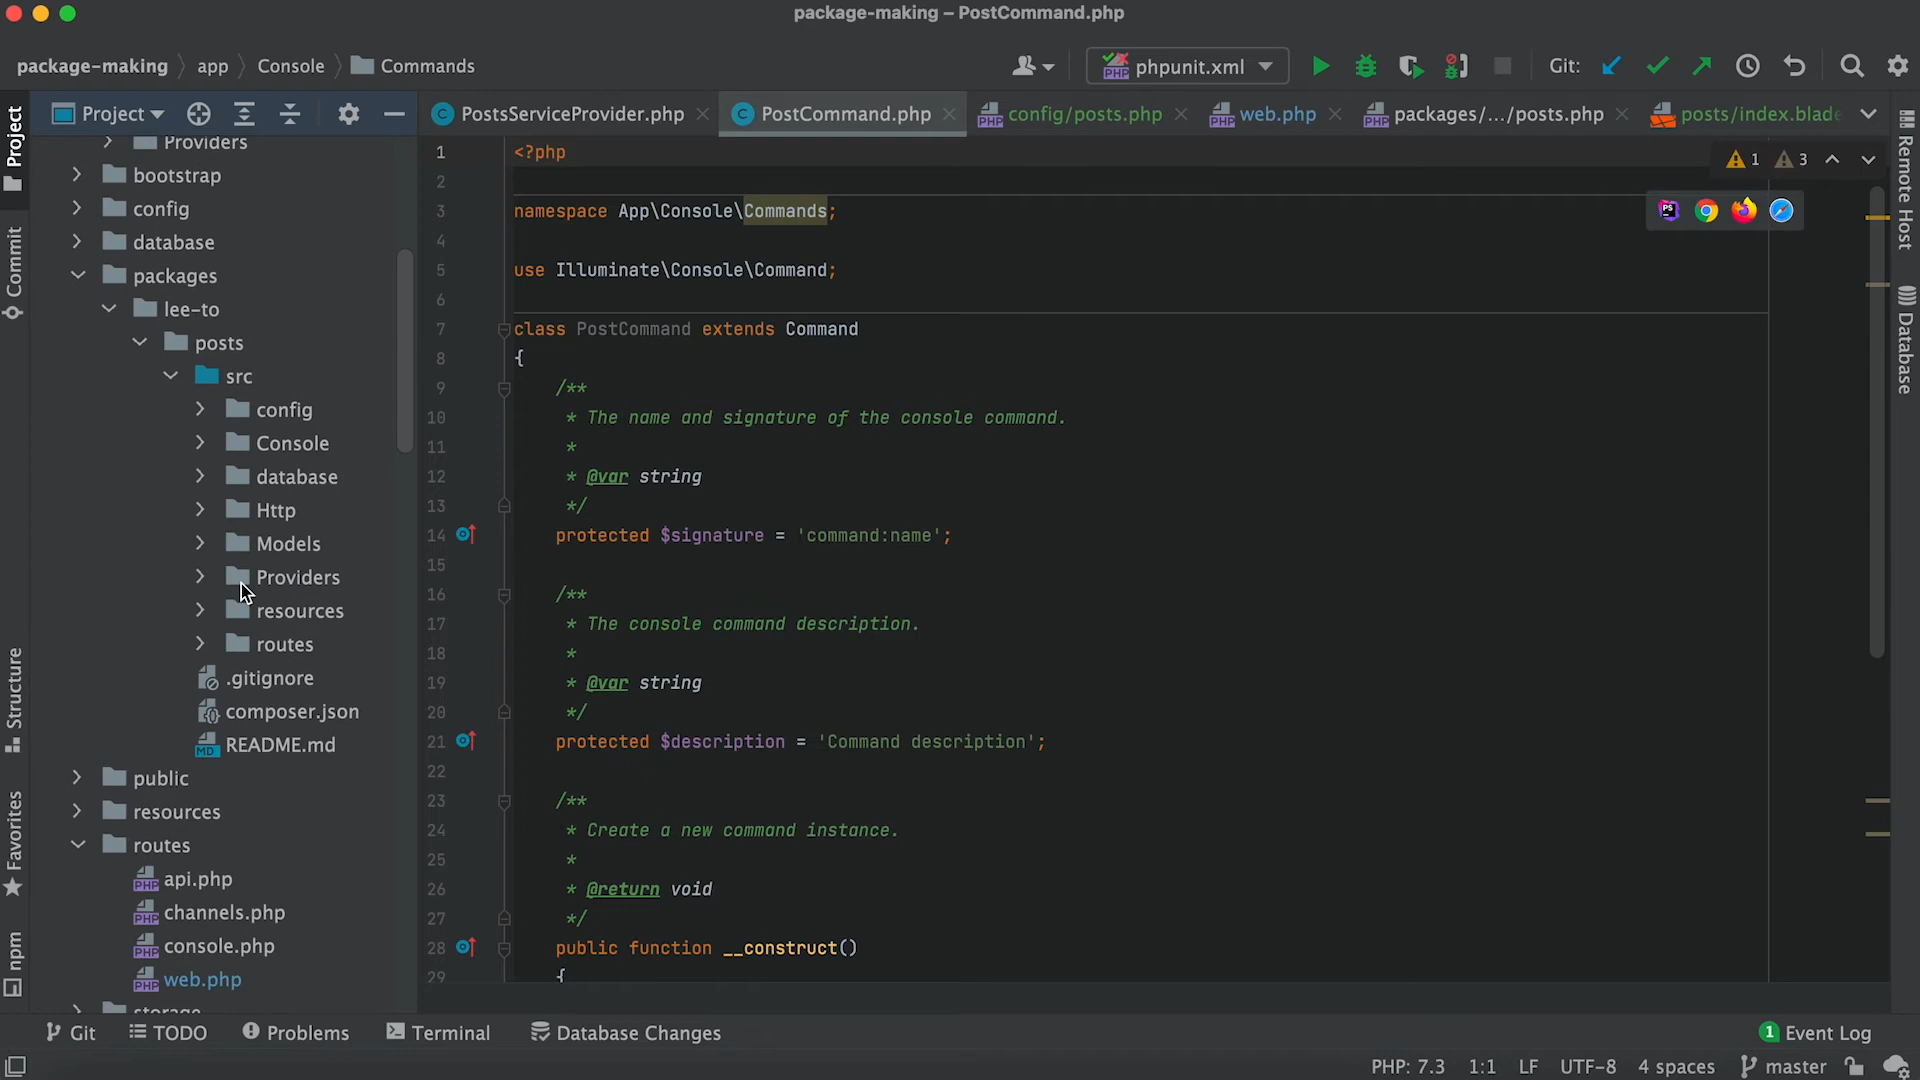 package-making – PostCommand.php
package-making
app
Console
Commands
phpunit.xml
Git:
Project
PostsServiceProvider.php
PostCommand.php
config/posts.php
web.php
packages/.../posts.php
posts/index.blade
Project
Commit
Structure
Favorites
npm
Providers
bootstrap
config
database
packages
lee-to
posts
src
config
Console
database
Http
Models
Providers
resources
routes
.gitignore
composer.json
README.md
public
resources
routes
api.php
channels.php
console.php
web.php
storage
1 <?php
2
3 namespace App\Console\Commands;
4
5 use Illuminate\Console\Command;
6
7 class PostCommand extends Command
8 {
9 /**
10 * The name and signature of the console command.
11 *
12 * @var string
13 */
14 protected $signature = 'command:name';
15
16 /**
17 * The console command description.
18 *
19 * @var string
20 */
21 protected $description = 'Command description';
22
23 /**
24 * Create a new command instance.
25 *
26 * @return void
27 */
28 public function __construct()
29 {
1 3
Remote Host
Database
Git
TODO
Problems
Terminal
Database Changes
1 Event Log
PHP: 7.3 1:1 LF UTF-8 4 spaces master